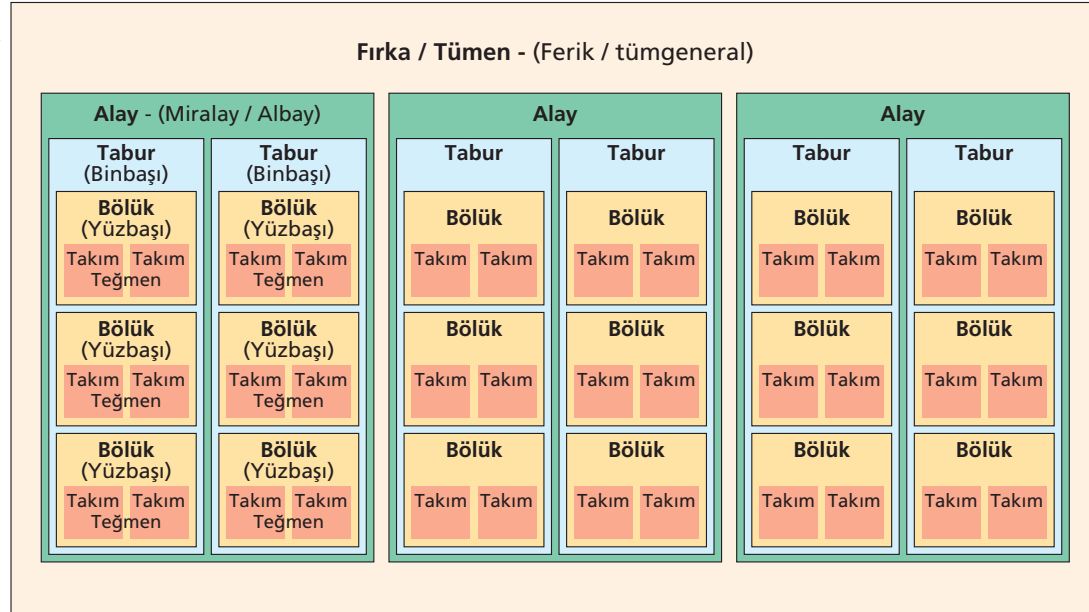 Fırka / Tümen - (Ferik / tümgeneral)
Alay - (Miralay / Albay)
Tabur
(Binbaşı)
Bölük
(Yüzbaşı)
Takım Takım
Teğmen
Bölük
(Yüzbaşı)
Takım Takım
Teğmen
Bölük
(Yüzbaşı)
Takım Takım
Teğmen
Tabur
(Binbaşı)
Bölük
(Yüzbaşı)
Takım Takım
Teğmen
Bölük
(Yüzbaşı)
Takım Takım
Teğmen
Bölük
(Yüzbaşı)
Takım Takım
Teğmen
Alay
Tabur
Bölük
Takım Takım
Bölük
Takım Takım
Bölük
Takım Takım
Tabur
Bölük
Takım Takım
Bölük
Takım Takım
Bölük
Takım Takım
Alay
Tabur
Bölük
Takım Takım
Bölük
Takım Takım
Bölük
Takım Takım
Tabur
Bölük
Takım Takım
Bölük
Takım Takım
Bölük
Takım Takım